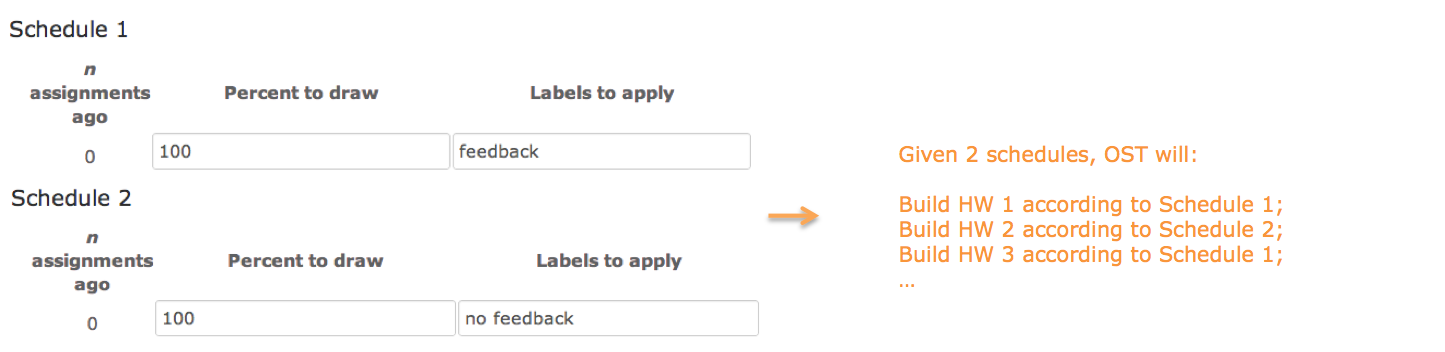 Schedule 1
n
assignments
ago
Percent to draw
Labels to apply
0
100
feedback
Schedule 2
n
assignments
ago
Percent to draw
Labels to apply
0
100
no feedback
Given 2 schedules, OST will:
Build HW 1 according to Schedule 1;
Build HW 2 according to Schedule 2;
Build HW 3 according to Schedule 1;
...